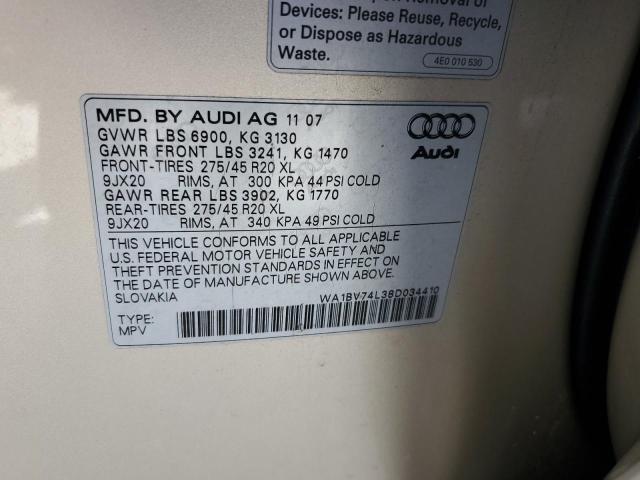 Removal of
Devices: Please Reuse, Recycle,
or Dispose as Hazardous
Waste.
4E0 010 530
MFD. BY AUDI AG 11 07
GVWR LBS 6900, KG 3130
GAWR FRONT LBS 3241, KG 1470
FRONT-TIRES 275/45 R20 XL
9JX20 RIMS, AT 300 KPA 44 PSI COLD
GAWR REAR LBS 3902, KG 1770
REAR-TIRES 275/45 R20 XL
9JX20 RIMS, AT 340 KPA 49 PSI COLD
Audi
THIS VEHICLE CONFORMS TO ALL APPLICABLE
U.S. FEDERAL MOTOR VEHICLE SAFETY AND
THEFT PREVENTION STANDARDS IN EFFECT ON
THE DATE OF MANUFACTURE SHOWN ABOVE.
SLOVAKIA
WA1BV74L38D034410
TYPE:
MPV